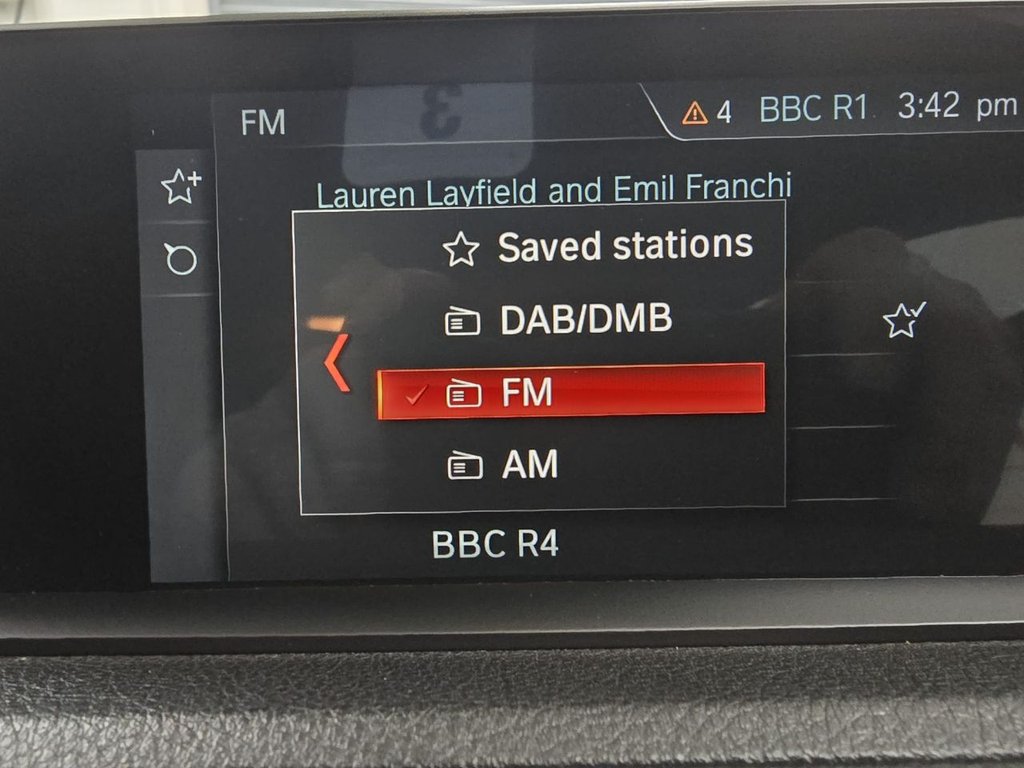 FM
4 BBC R1 3:42 pm
Lauren Layfield and Emil Franchi
Saved stations
DAB/DMB
FM
AM
BBC R4